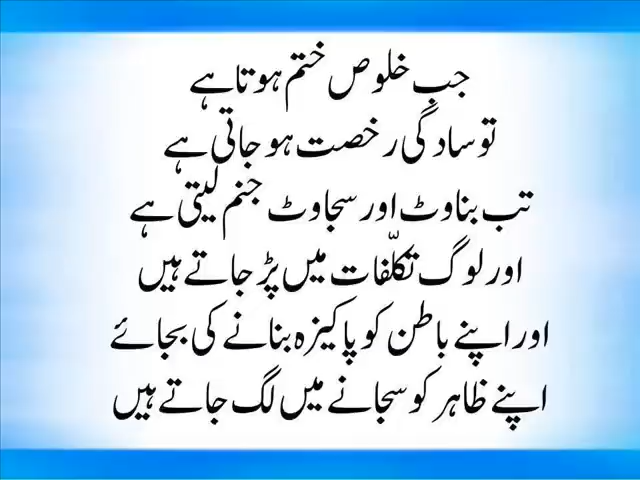 جب خلوص ختم ہوتا ہے
تو سادگی رخصت ہو جاتی ہے
تب بناوٹ اور سجاوٹ جنم لیتی ہے
اور لوگ تکلّفات میں پڑ جاتے ہیں
اور اپنے باطن کو پاکیزہ بنانے کی بجائے
اپنے ظاہر کو سجانے میں لگ جاتے ہیں